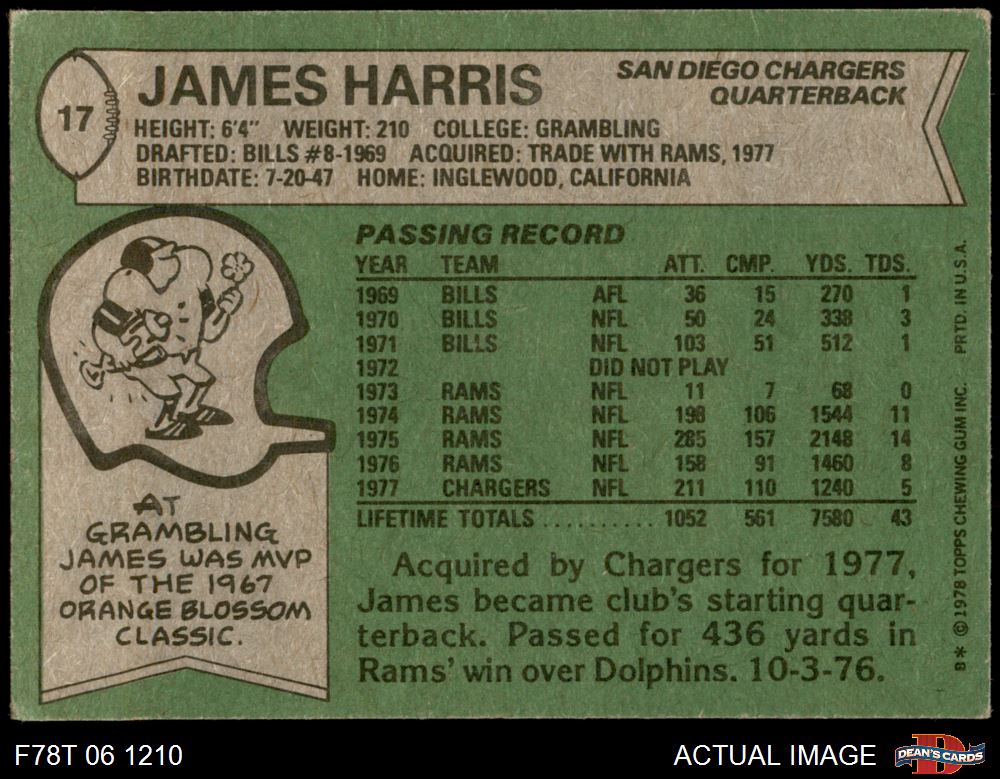 17
JAMES HARRIS
SAN DIEGO CHARGERS
QUARTERBACK
HEIGHT: 6'4" WEIGHT: 210 COLLEGE: GRAMBLING
DRAFTED: BILLS #8-1969 ACQUIRED: TRADE WITH RAMS, 1977
BIRTHDATE: 7-20-47 HOME: INGLEWOOD, CALIFORNIA
PASSING RECORD
YEAR TEAM ATT. CMP. YDS. TDS.
1969 BILLS AFL 36 15 270 1
1970 BILLS NFL 50 24 338 3
1971 BILLS NFL 103 51 512 1
1972 DID NOT PLAY
1973 RAMS NFL 11 7 68 0
1974 RAMS NFL 198 106 1544 11
1975 RAMS NFL 285 157 2148 14
1976 RAMS NFL 158 91 1460 8
1977 CHARGERS NFL 211 110 1240 5
LIFETIME TOTALS .......... 1052 561 7580 43
AT
GRAMBLING
JAMES WAS MVP
OF THE 1967
ORANGE BLOSSOM
CLASSIC.
Acquired by Chargers for 1977,
James became club's starting quar-
terback. Passed for 436 yards in
Rams' win over Dolphins. 10-3-76.
B* © 1978 TOPPS CHEWING GUM INC. PRTD. IN U.S.A.
F78T 06 1210
ACTUAL IMAGE
DEAN'S CARDS